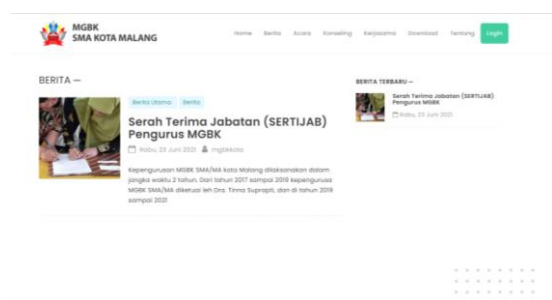 MGBK
SMA KOTA MALANG
Home Berita Acara Konseling Kerjasama Download Tentang Login
BERITA —
Berita Utama Berita
Serah Terima Jabatan (SERTIJAB)
Pengurus MGBK
Rabu, 23 Juni 2021 mgbkkota
Kepengurusan MGBK SMA/MA kota Malang dilaksanakan dalam
jangka waktu 2 tahun. Dari tahun 2017 sampai 2019 kepengurusa
MGBK SMA/MA diketuai leh Dra. Tinna Suprapti, dan di tahun 2019
sampai 2021
BERITA TERBARU —
Serah Terima Jabatan (SERTIJAB)
Pengurus MGBK
Rabu, 23 Juni 2021